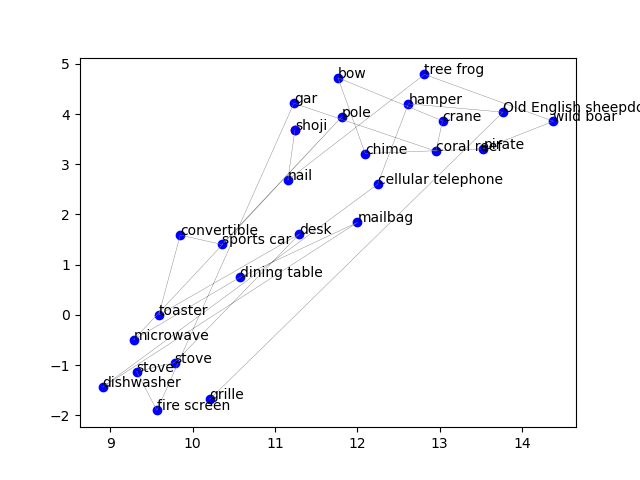 5
4
3
2
1
0
−1
−2
9
10
11
12
13
14
tree frog
bow
gar
hamper
Old English sheepdo
wild boar
pole
crane
shoji
chime
coral reef
pirate
nail
cellular telephone
mailbag
convertible
sports car
desk
dining table
toaster
microwave
stove
stove
dishwasher
grille
fire screen